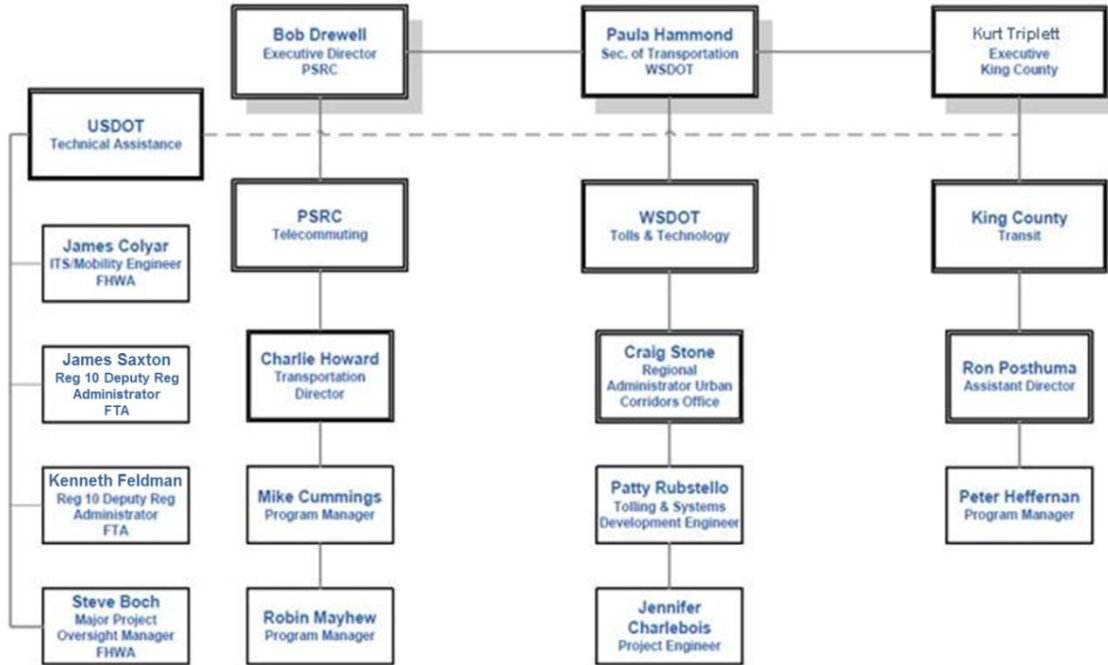 Bob Drewell
Executive Director
PSRC
Paula Hammond
Sec. of Transportation
WSDOT
Kurt Triplett
Executive
King County
USDOT
Technical Assistance
PSRC
Telecommuting
WSDOT
Tolls & Technology
King County
Transit
James Colyar
ITS/Mobility Engineer
FHWA
James Saxton
Reg 10 Deputy Reg
Administrator
FTA
Charlie Howard
Transportation
Director
Craig Stone
Regional
Administrator Urban
Corridors Office
Ron Posthuma
Assistant Director
Kenneth Feldman
Reg 10 Deputy Reg
Administrator
FTA
Mike Cummings
Program Manager
Patty Rubstello
Tolling & Systems
Development Engineer
Peter Heffernan
Program Manager
Steve Boch
Major Project
Oversight Manager
FHWA
Robin Mayhew
Program Manager
Jennifer
Charlebois
Project Engineer